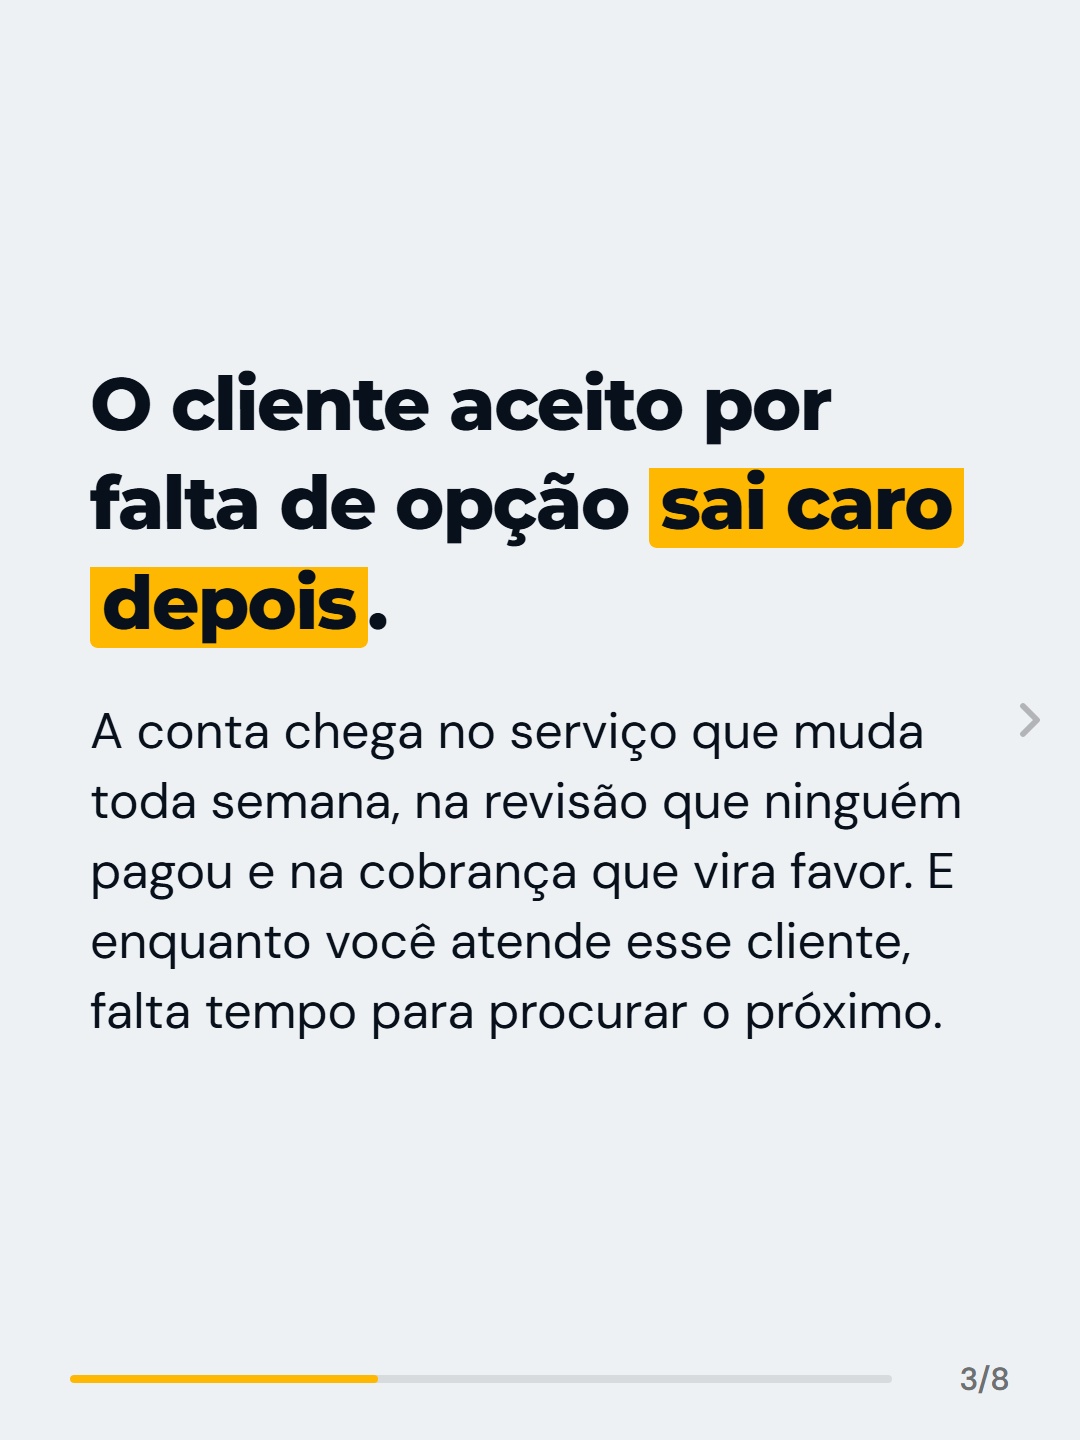 O cliente aceito por
falta de opção sai caro
depois.
A conta chega no serviço que muda
toda semana, na revisão que ninguém
pagou e na cobrança que vira favor. E
enquanto você atende esse cliente,
falta tempo para procurar o próximo.
3/8